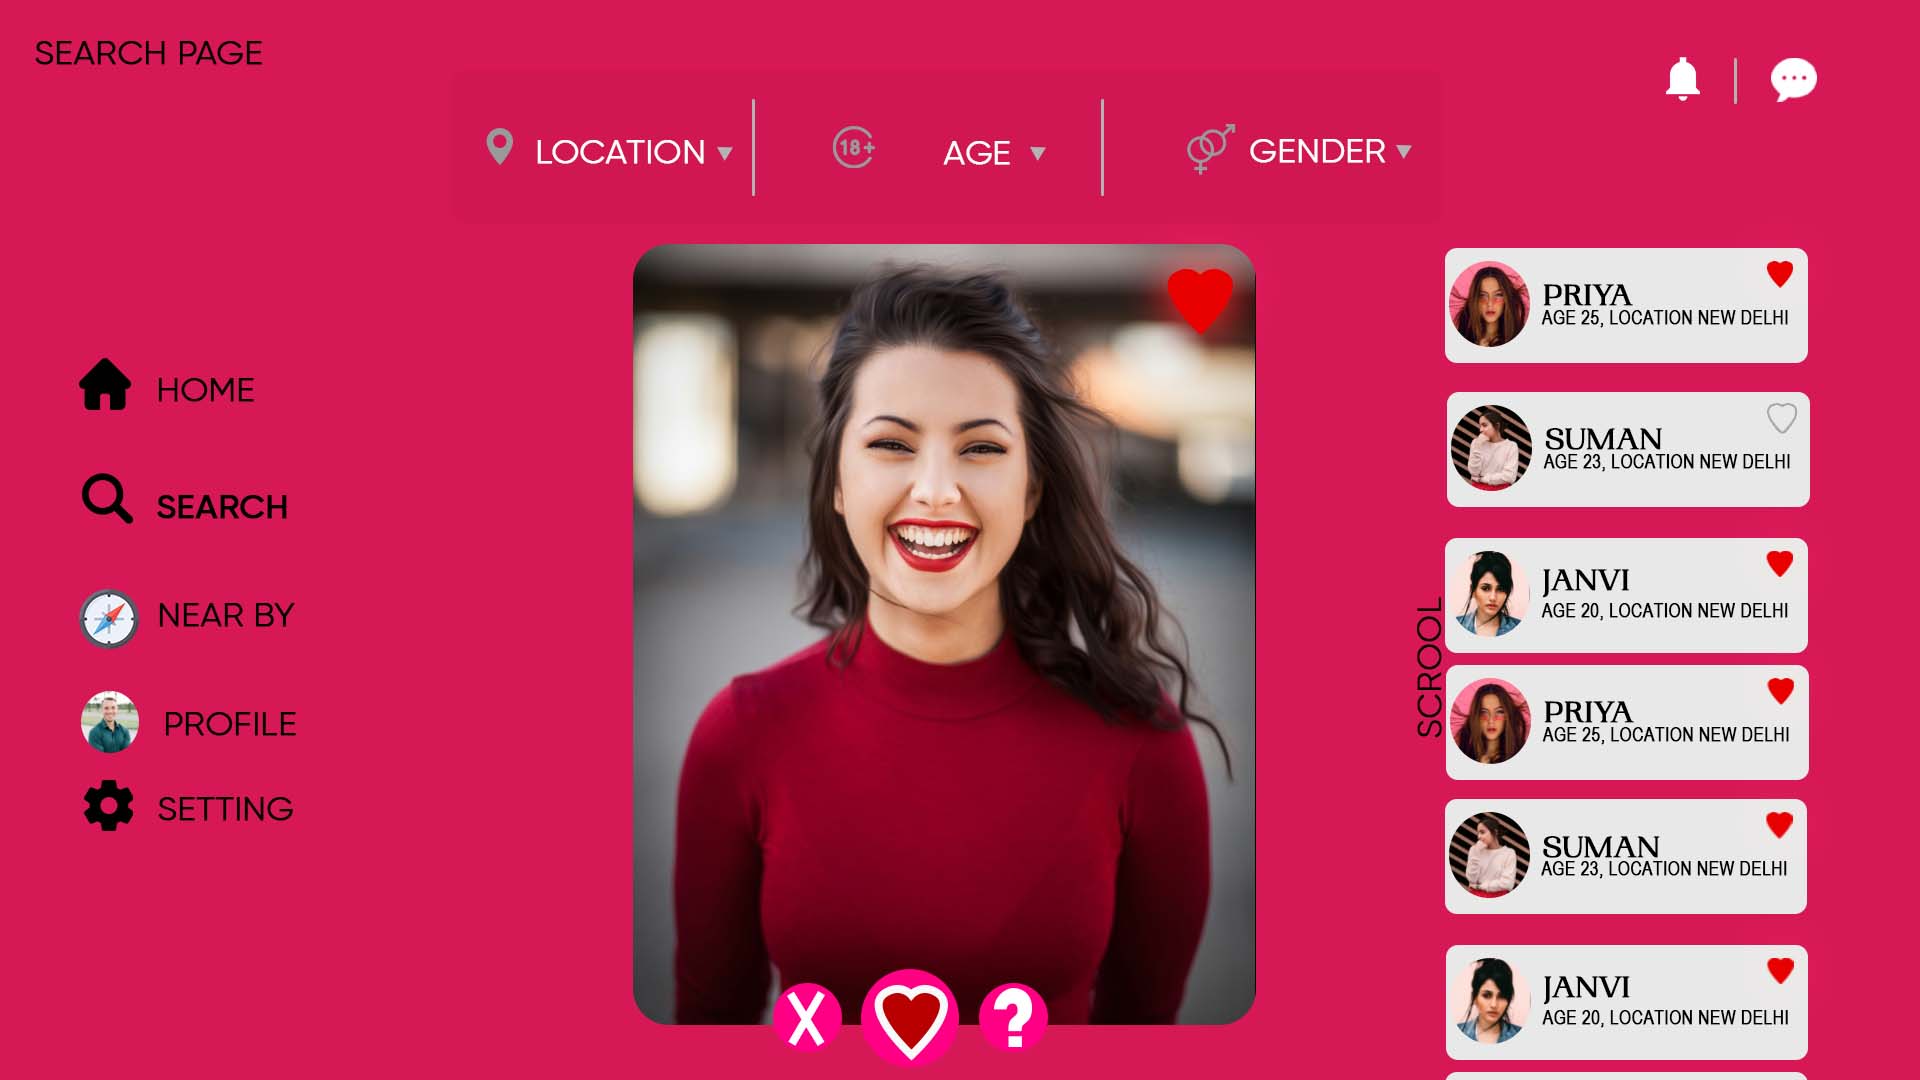 SEARCH PAGE
LOCATION
18+
AGE
GENDER
HOME
SEARCH
NEAR BY
PROFILE
SETTING
X
?
SCROOL
PRIYA
AGE 25, LOCATION NEW DELHI
SUMAN
AGE 23, LOCATION NEW DELHI
JANVI
AGE 20, LOCATION NEW DELHI
PRIYA
AGE 25, LOCATION NEW DELHI
SUMAN
AGE 23, LOCATION NEW DELHI
JANVI
AGE 20, LOCATION NEW DELHI